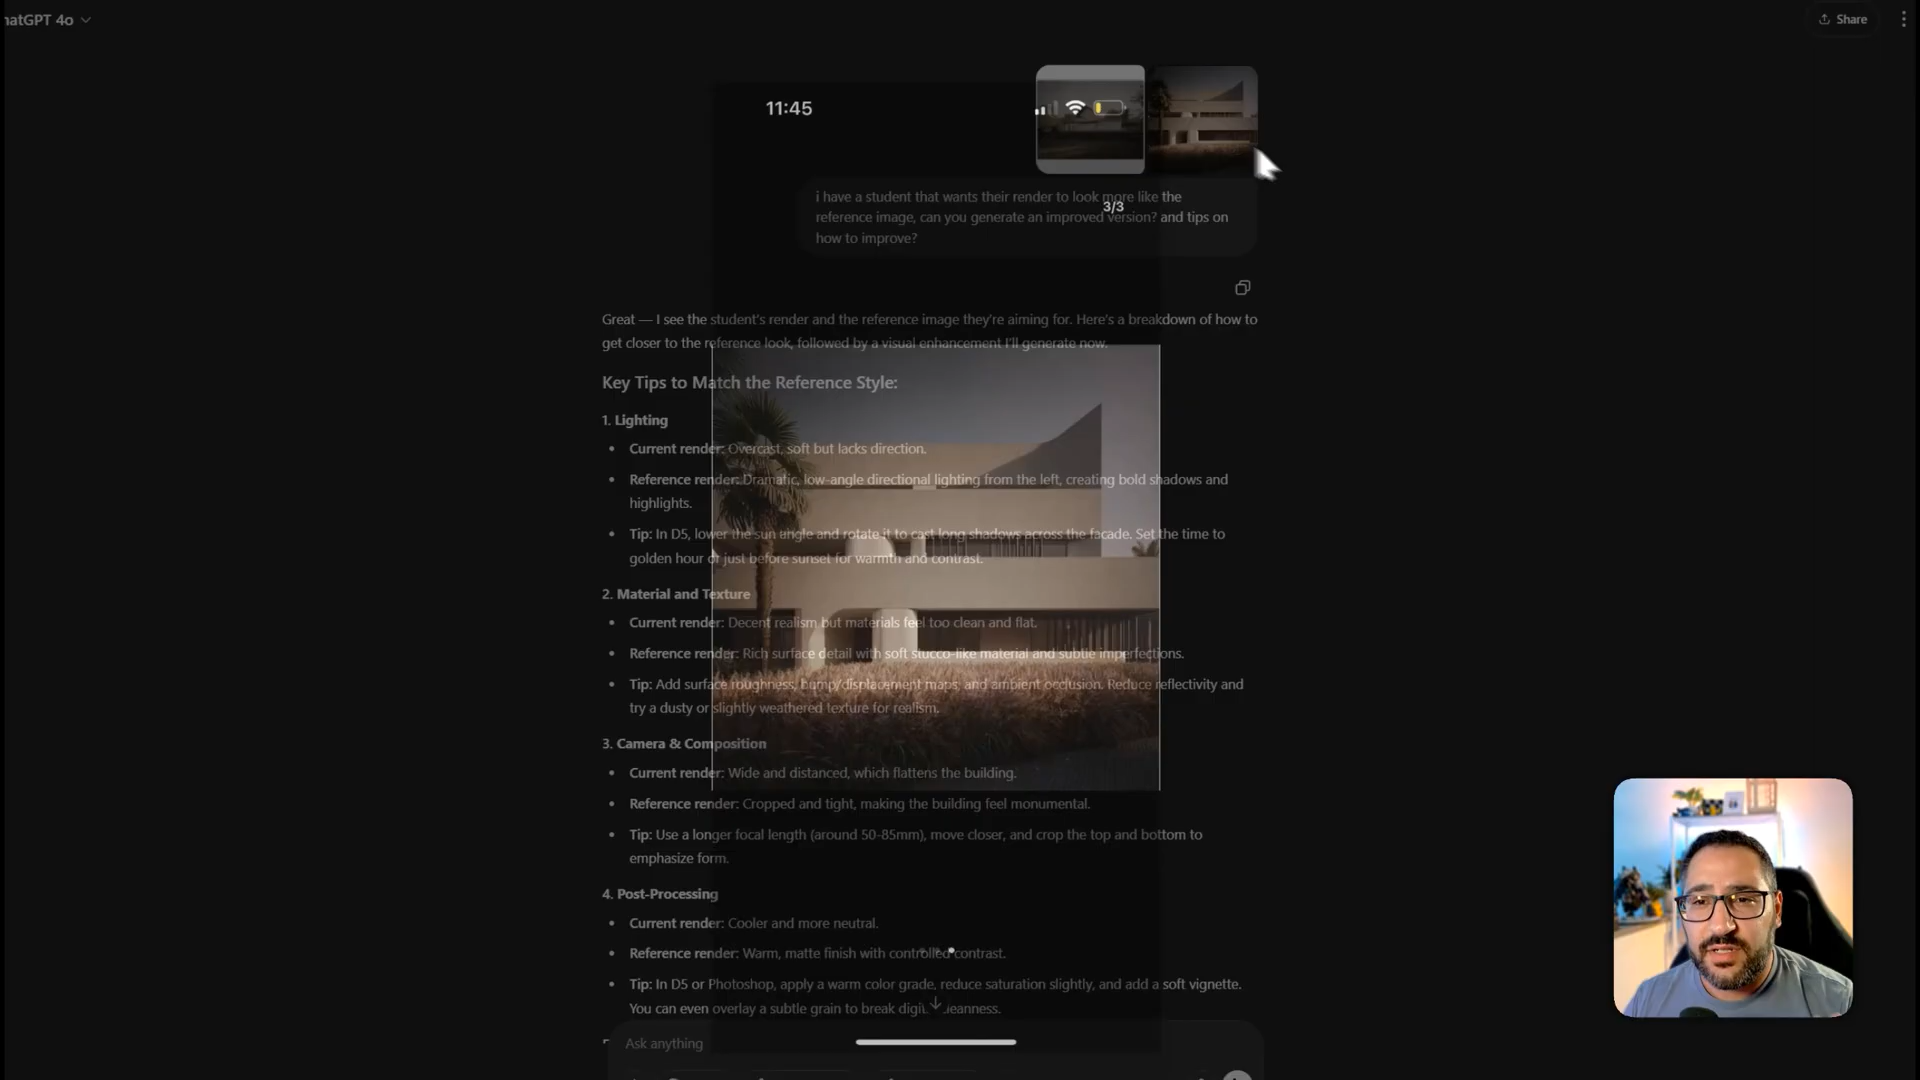 hatGPT 4o
Share
11:45
3/3
i have a student that wants their render to look more like the
reference image, can you generate an improved version? and tips on
how to improve?
Great — I see the student's render and the reference image they're aiming for. Here's a breakdown of how to
get closer to the reference look, followed by a visual enhancement I'll generate now.
Key Tips to Match the Reference Style:
1. Lighting
• Current render: Overcast, soft but lacks direction.
• Reference render: Dramatic, low-angle directional lighting from the left, creating bold shadows and
highlights.
• Tip: In D5, lower the sun angle and rotate it to cast long shadows across the facade. Set the time to
golden hour or just before sunset for warmth and contrast.
2. Material and Texture
• Current render: Decent realism but materials feel too clean and flat.
• Reference render: Rich surface detail with soft stucco-like material and subtle imperfections.
• Tip: Add surface roughness, bump/displacement maps, and ambient occlusion. Reduce reflectivity and
try a dusty or slightly weathered texture for realism.
3. Camera & Composition
• Current render: Wide and distanced, which flattens the building.
• Reference render: Cropped and tight, making the building feel monumental.
• Tip: Use a longer focal length (around 50-85mm), move closer, and crop the top and bottom to
emphasize form.
4. Post-Processing
• Current render: Cooler and more neutral.
• Reference render: Warm, matte finish with controlled contrast.
• Tip: In D5 or Photoshop, apply a warm color grade, reduce saturation slightly, and add a soft vignette.
You can even overlay a subtle grain to break digi eanness.
Ask anything